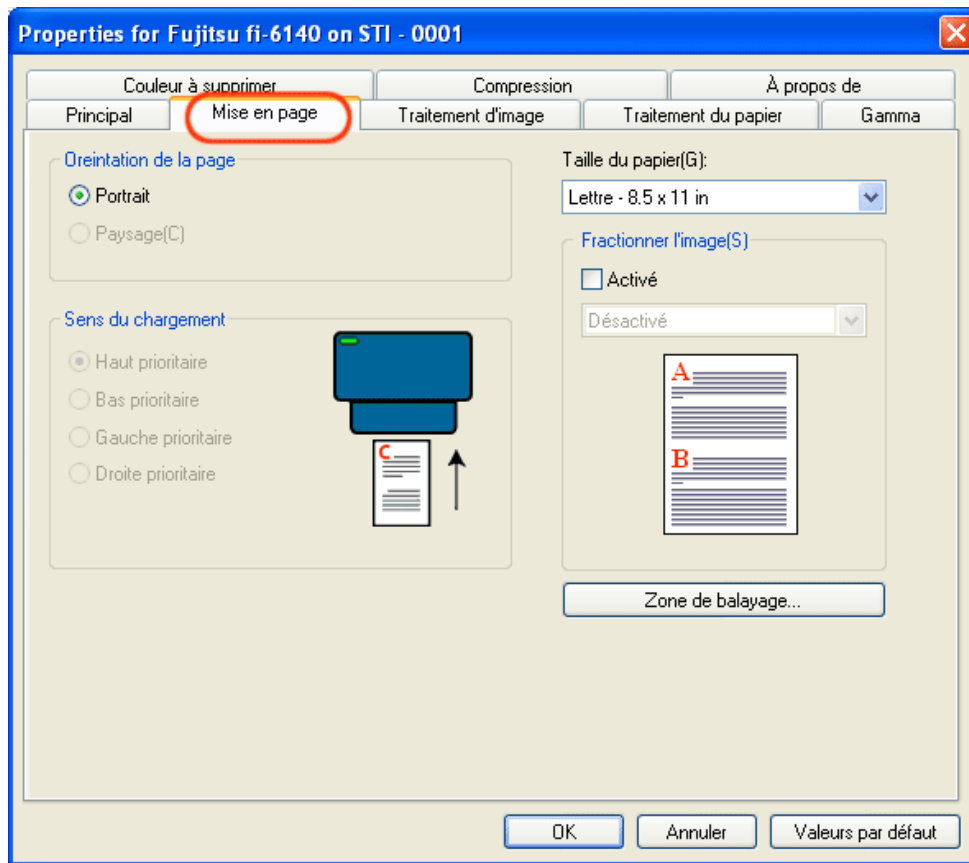 Properties for Fujitsu fi-6140 on STI - 0001
Couleur à supprimer
Compression
À propos de
Principal
Mise en page
Traitement d'image
Traitement du papier
Gamma
Oreintation de la page
Portrait
Paysage(C)
Sens du chargement
Haut prioritaire
Bas prioritaire
Gauche prioritaire
Droite prioritaire
C
Taille du papier(G):
Lettre - 8.5 x 11 in
Fractionner l'image(S)
Activé
Désactivé
A
B
Zone de balayage...
OK
Annuler
Valeurs par défaut